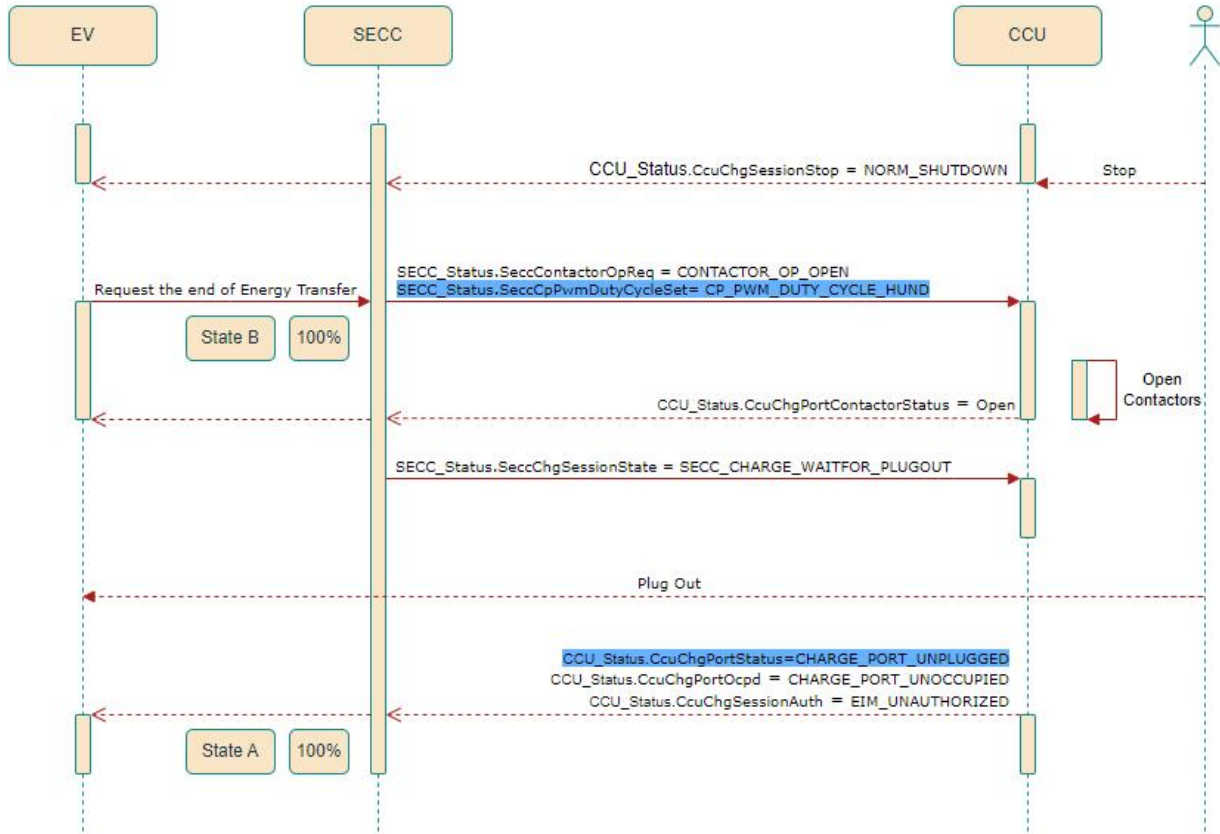 EV
SECC
CCU
CCU_Status.CcuChgSessionStop = NORM_SHUTDOWN
Stop
SECC_Status.SeccContactorOpReq = CONTACTOR_OP_OPEN
Request the end of Energy Transfer
SECC_Status.SeccCpPwmDutyCycleSet= CP_PWM_DUTY_CYCLE_HUND
State B
100%
Open
Contactors
CCU_Status.CcuChgPortContactorStatus = Open
SECC_Status.SeccChgSessionState = SECC_CHARGE_WAITFOR_PLUGOUT
Plug Out
CCU_Status.CcuChgPortStatus=CHARGE_PORT_UNPLUGGED
CCU_Status.CcuChgPortOcpd = CHARGE_PORT_UNOCCUPIED
CCU_Status.CcuChgSessionAuth = EIM_UNAUTHORIZED
State A
100%